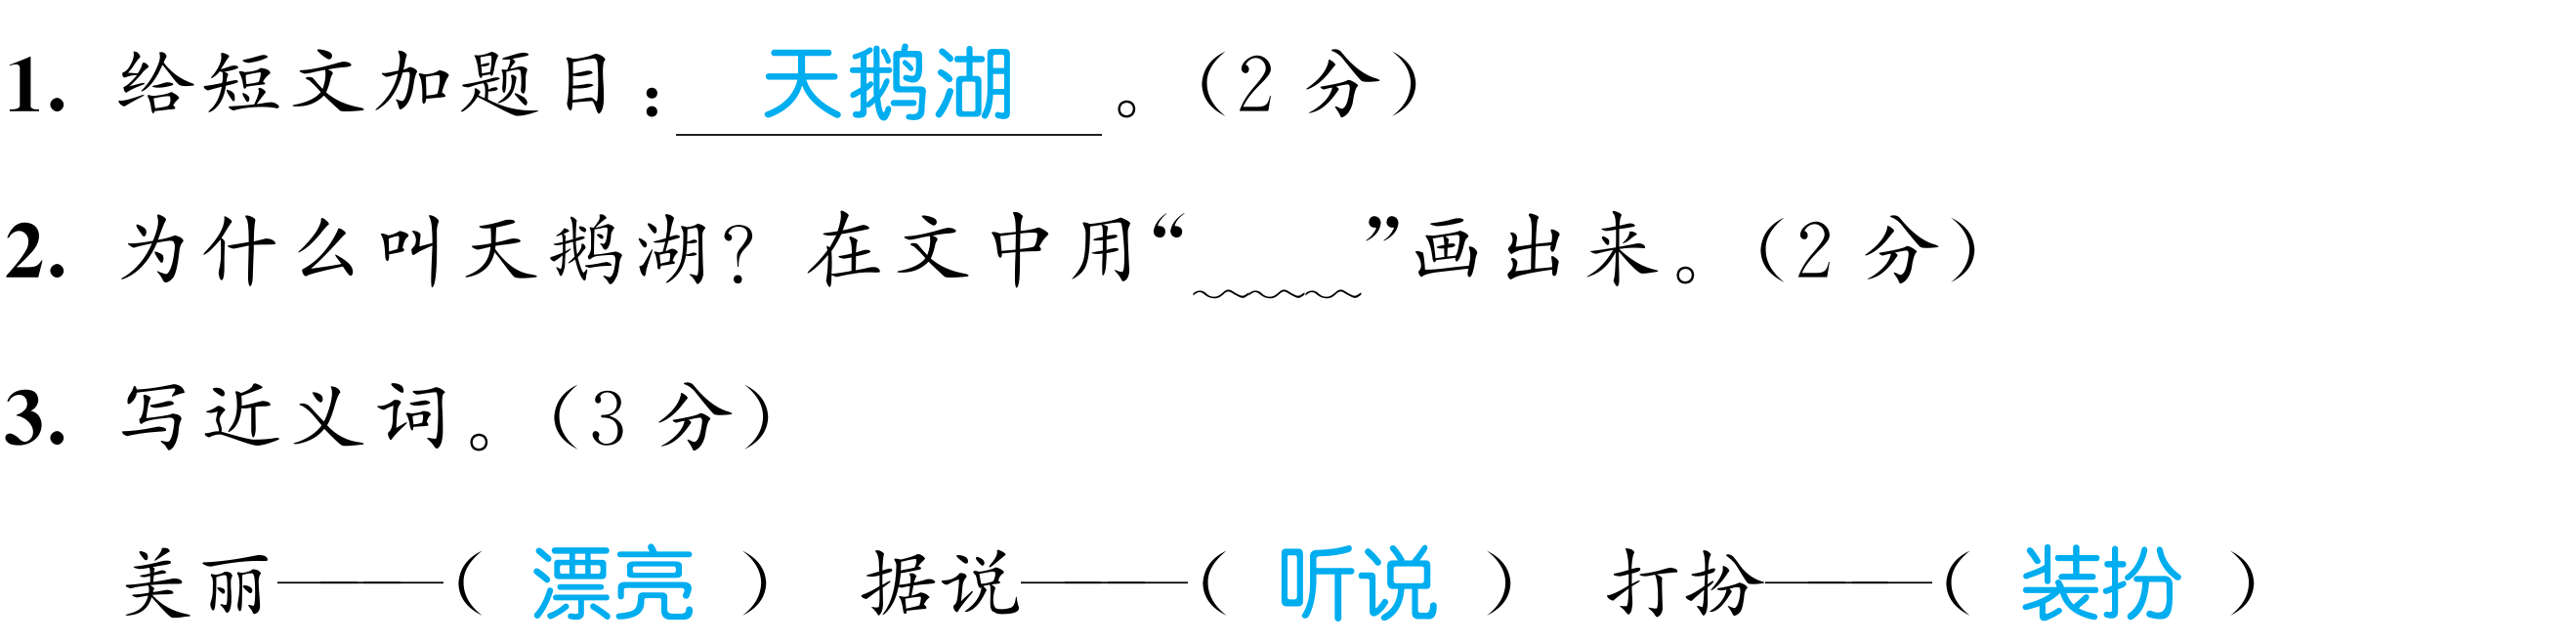 1. 给短文加题目：天鹅湖。（2 分）
2. 为什么叫天鹅湖？在文中用“﹏﹏﹏”画出来。（2 分）
3. 写近义词。（3 分）
美丽——（ 漂亮 ） 据说——（ 听说 ） 打扮——（ 装扮 ）